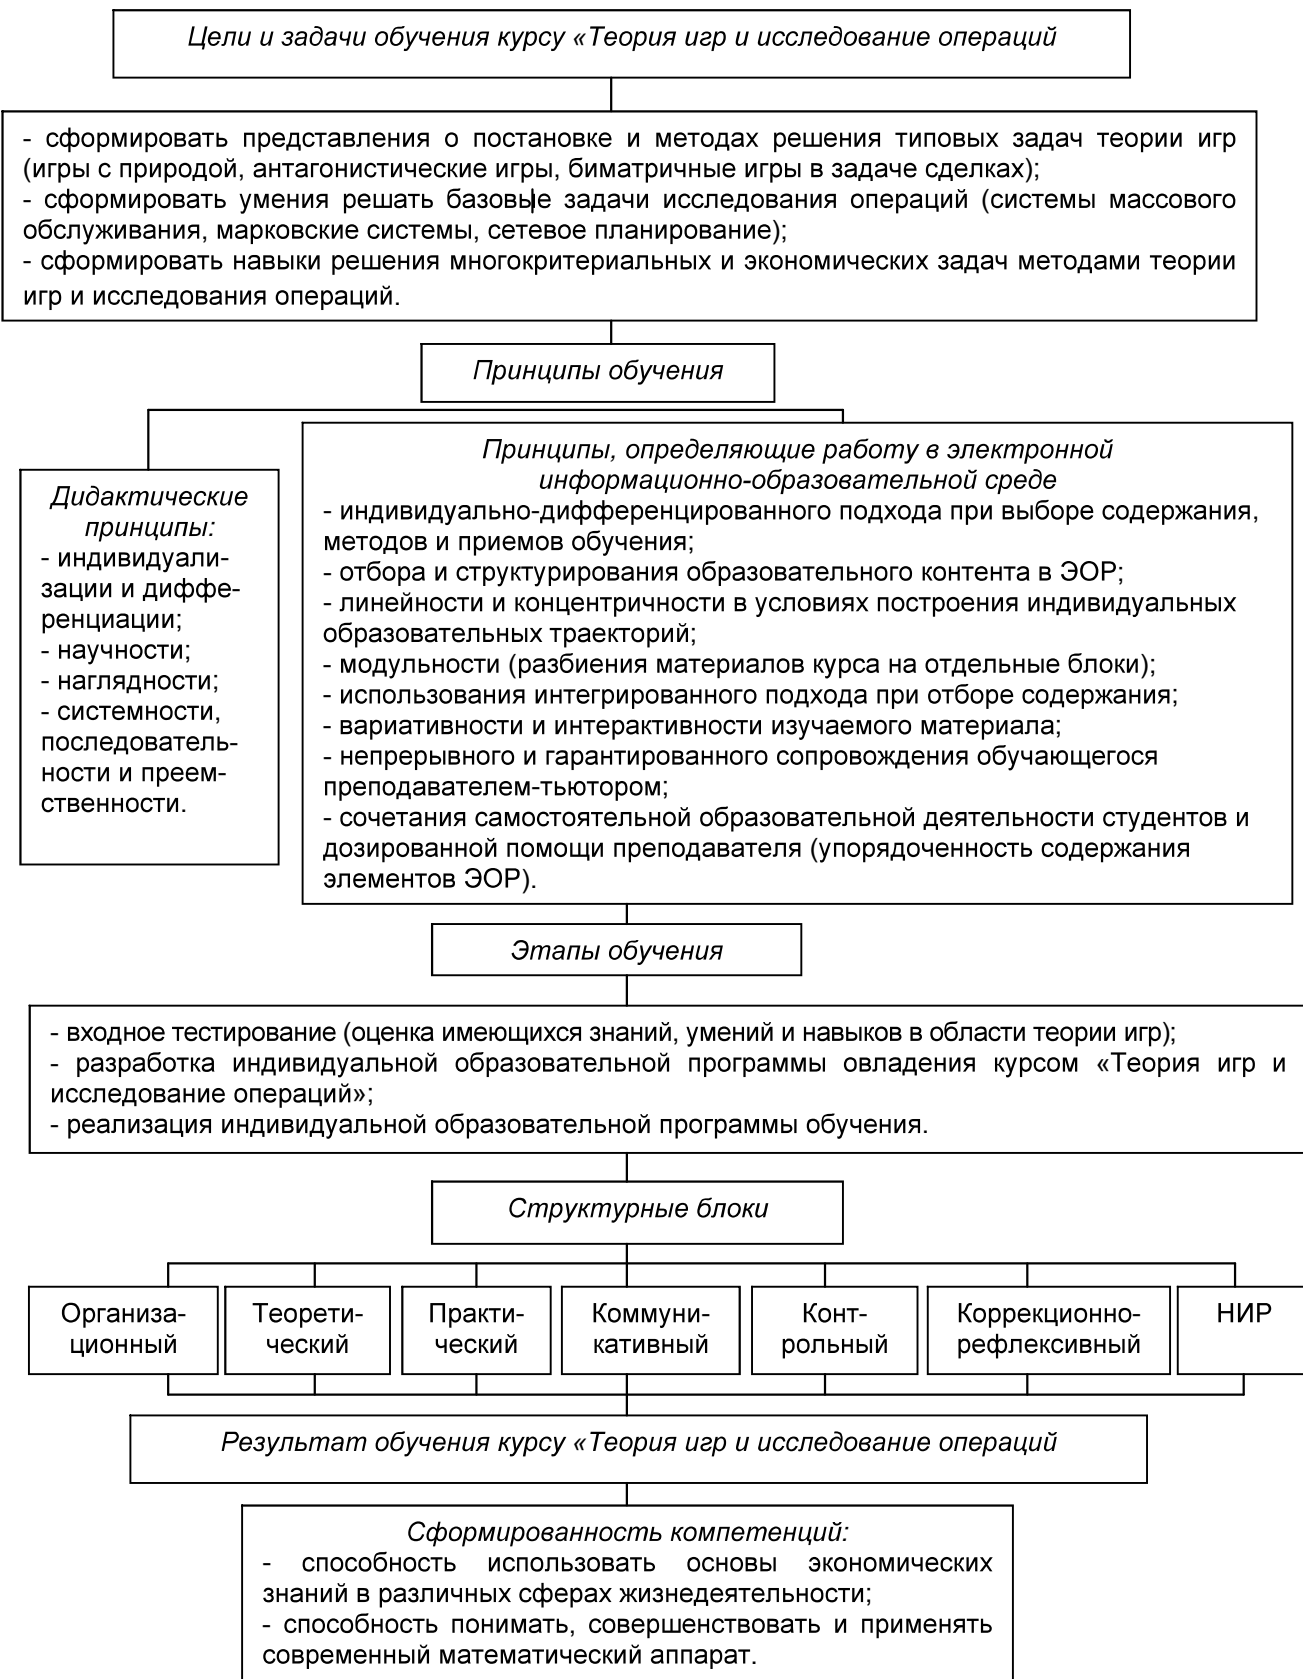 Цели и задачи обучения курсу «Теория игр и исследование операций
- сформировать представления о постановке и методах решения типовых задач теории игр
(игры с природой, антагонистические игры, биматричные игры в задаче сделках);
- сформировать умения решать базовые задачи исследования операций (системы массового
обслуживания, марковские системы, сетевое планирование);
- сформировать навыки решения многокритериальных и экономических задач методами теории
игр и исследования операций.
Принципы обучения
Дидактические
принципы:
- индивидуали-
зации и диффе-
ренциации;
- научности;
- наглядности;
- системности,
последователь-
ности и преем-
ственности.
Принципы, определяющие работу в электронной
информационно-образовательной среде
- индивидуально-дифференцированного подхода при выборе содержания,
методов и приемов обучения;
- отбора и структурирования образовательного контента в ЭОР;
- линейности и концентричности в условиях построения индивидуальных
образовательных траекторий;
- модульности (разбиения материалов курса на отдельные блоки);
- использования интегрированного подхода при отборе содержания;
- вариативности и интерактивности изучаемого материала;
- непрерывного и гарантированного сопровождения обучающегося
преподавателем-тьютором;
- сочетания самостоятельной образовательной деятельности студентов и
дозированной помощи преподавателя (упорядоченность содержания
элементов ЭОР).
Этапы обучения
- входное тестирование (оценка имеющихся знаний, умений и навыков в области теории игр);
- разработка индивидуальной образовательной программы овладения курсом «Теория игр и
исследование операций»;
- реализация индивидуальной образовательной программы обучения.
Структурные блоки
Организа-
ционный
Теорети-
ческий
Практи-
ческий
Коммуни-
кативный
Конт-
рольный
Коррекционно-
рефлексивный
НИР
Результат обучения курсу «Теория игр и исследование операций
Сформированность компетенций:
- способность использовать основы экономических
знаний в различных сферах жизнедеятельности;
- способность понимать, совершенствовать и применять
современный математический аппарат.